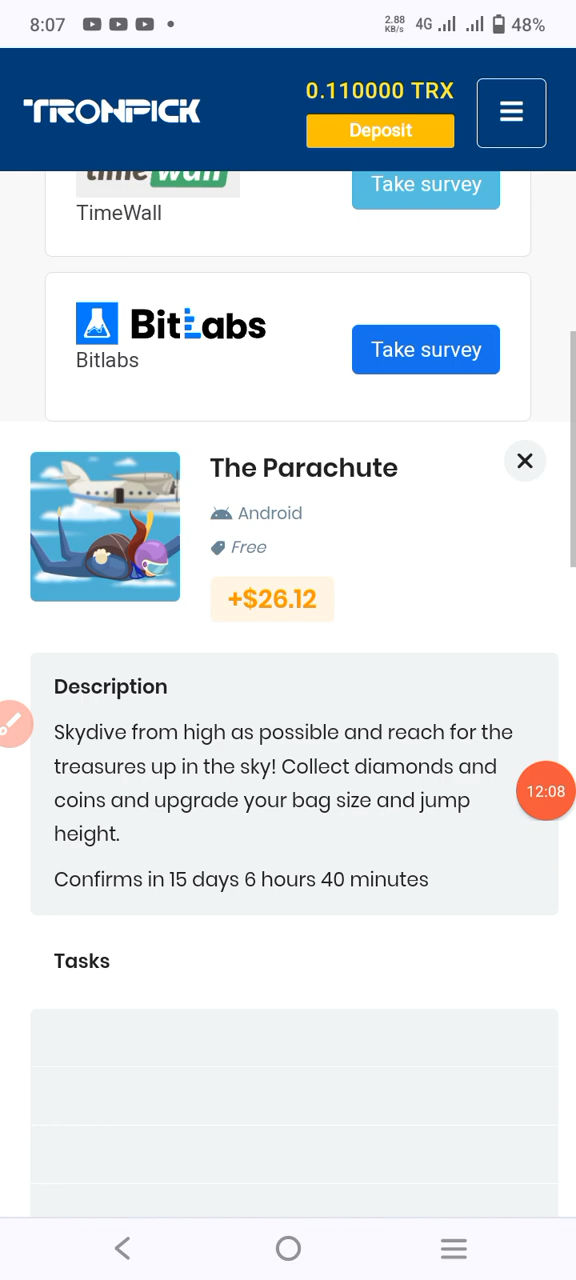 8:07
2.88 KB/s 4G 48%
TRONPICK
0.110000 TRX
Deposit
time wall
Take survey
TimeWall
BitLabs
Bitlabs
Take survey
The Parachute
Android
Free
+$26.12
Description
Skydive from high as possible and reach for the
treasures up in the sky! Collect diamonds and
coins and upgrade your bag size and jump
height.
12:08
Confirms in 15 days 6 hours 40 minutes
Tasks